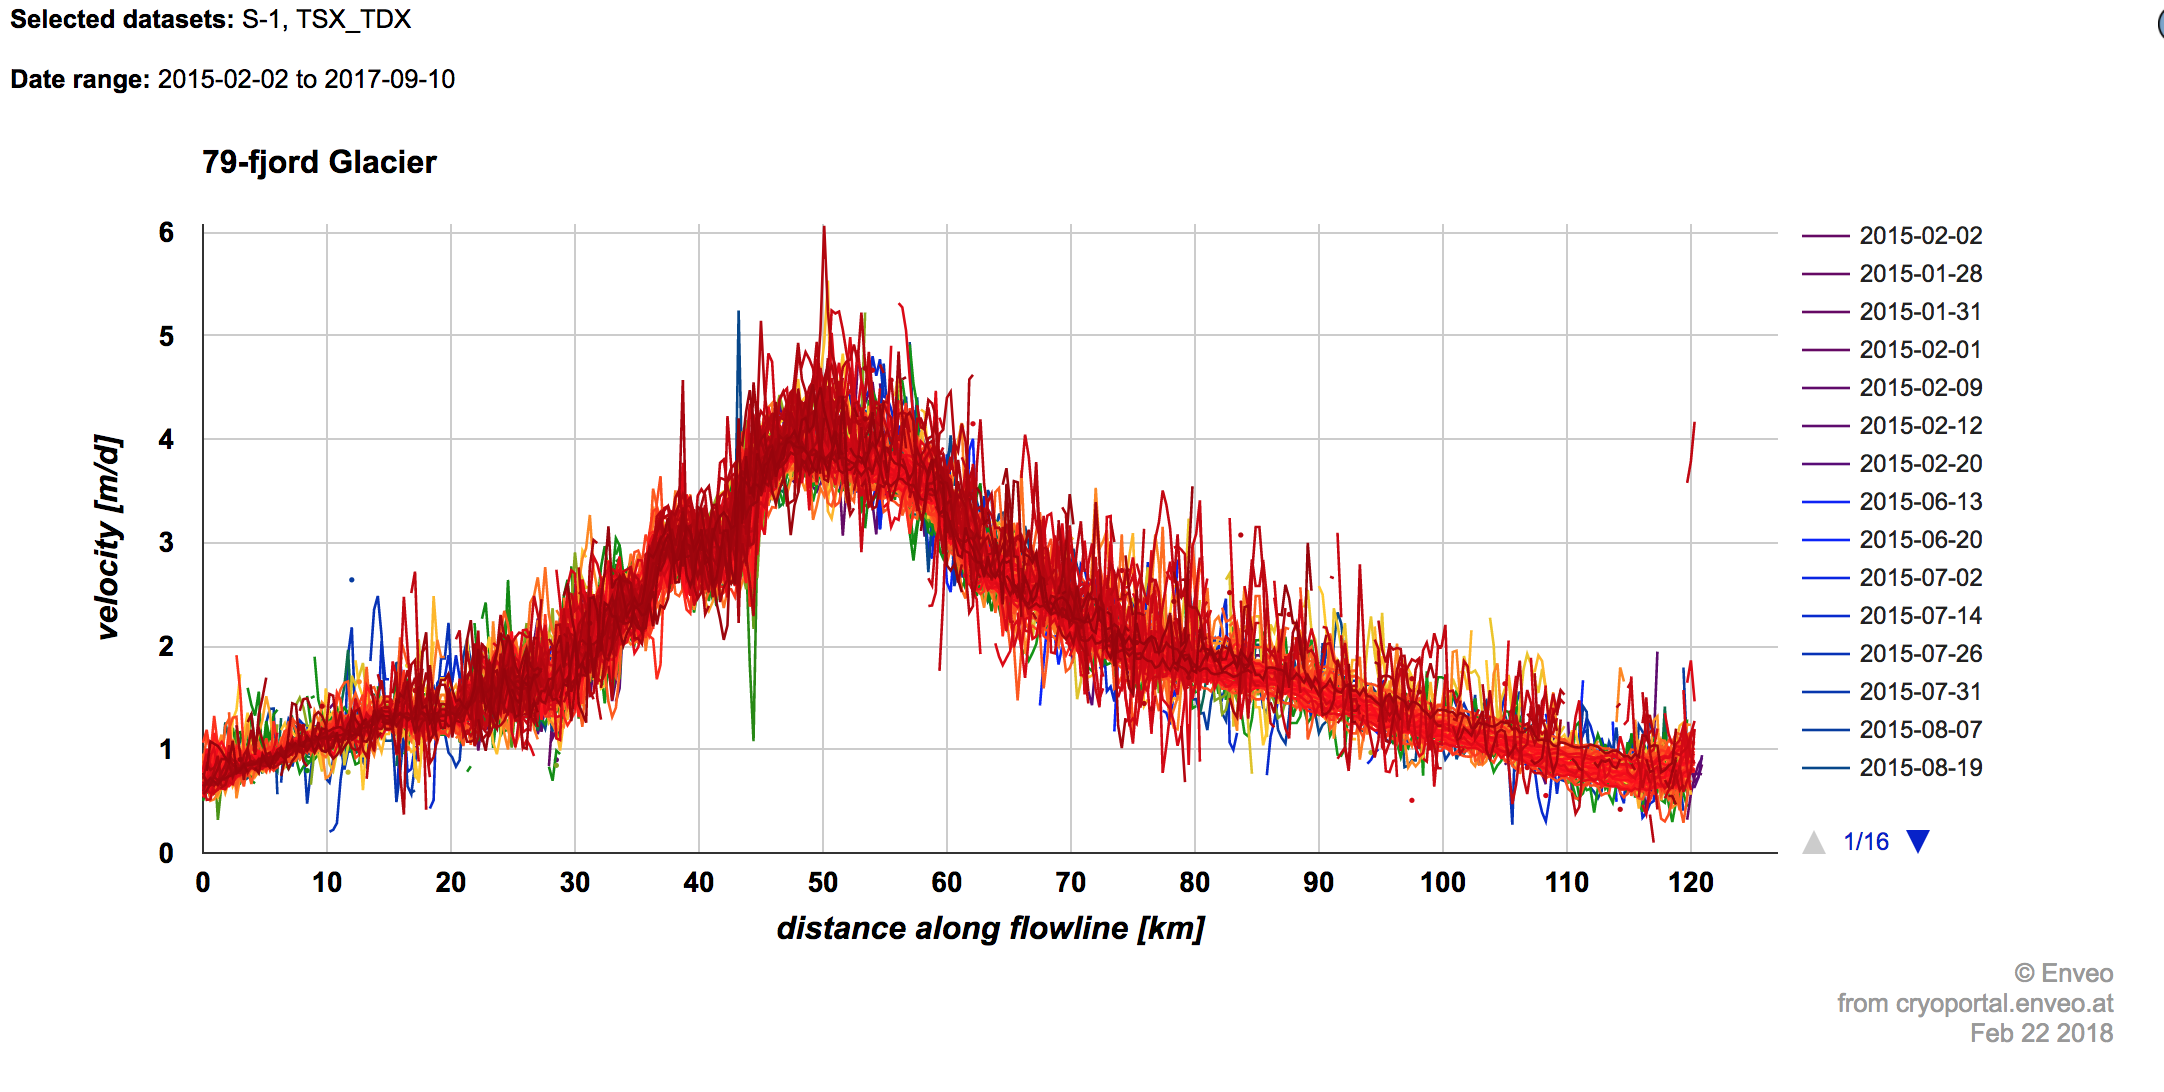 Selected datasets: S-1, TSX_TDX
Date range: 2015-02-02 to 2017-09-10
79-fjord Glacier
6
5
4
3
2
1
0
velocity [m/d]
0 10 20 30 40 50 60 70 80 90 100 110 120
distance along flowline [km]
2015-02-02
2015-01-28
2015-01-31
2015-02-01
2015-02-09
2015-02-12
2015-02-20
2015-06-13
2015-06-20
2015-07-02
2015-07-14
2015-07-26
2015-07-31
2015-08-07
2015-08-19
1/16
© Enveo
from cryoportal.enveo.at
Feb 22 2018